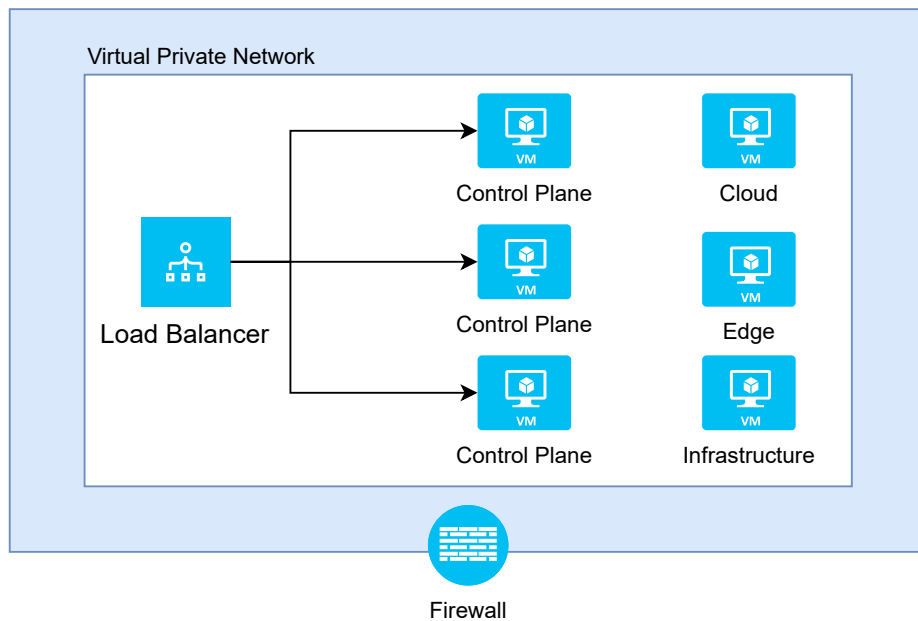 Virtual Private Network
VM
Control Plane
VM
Cloud
VM
Control Plane
VM
Edge
Load Balancer
VM
Control Plane
VM
Infrastructure
Firewall